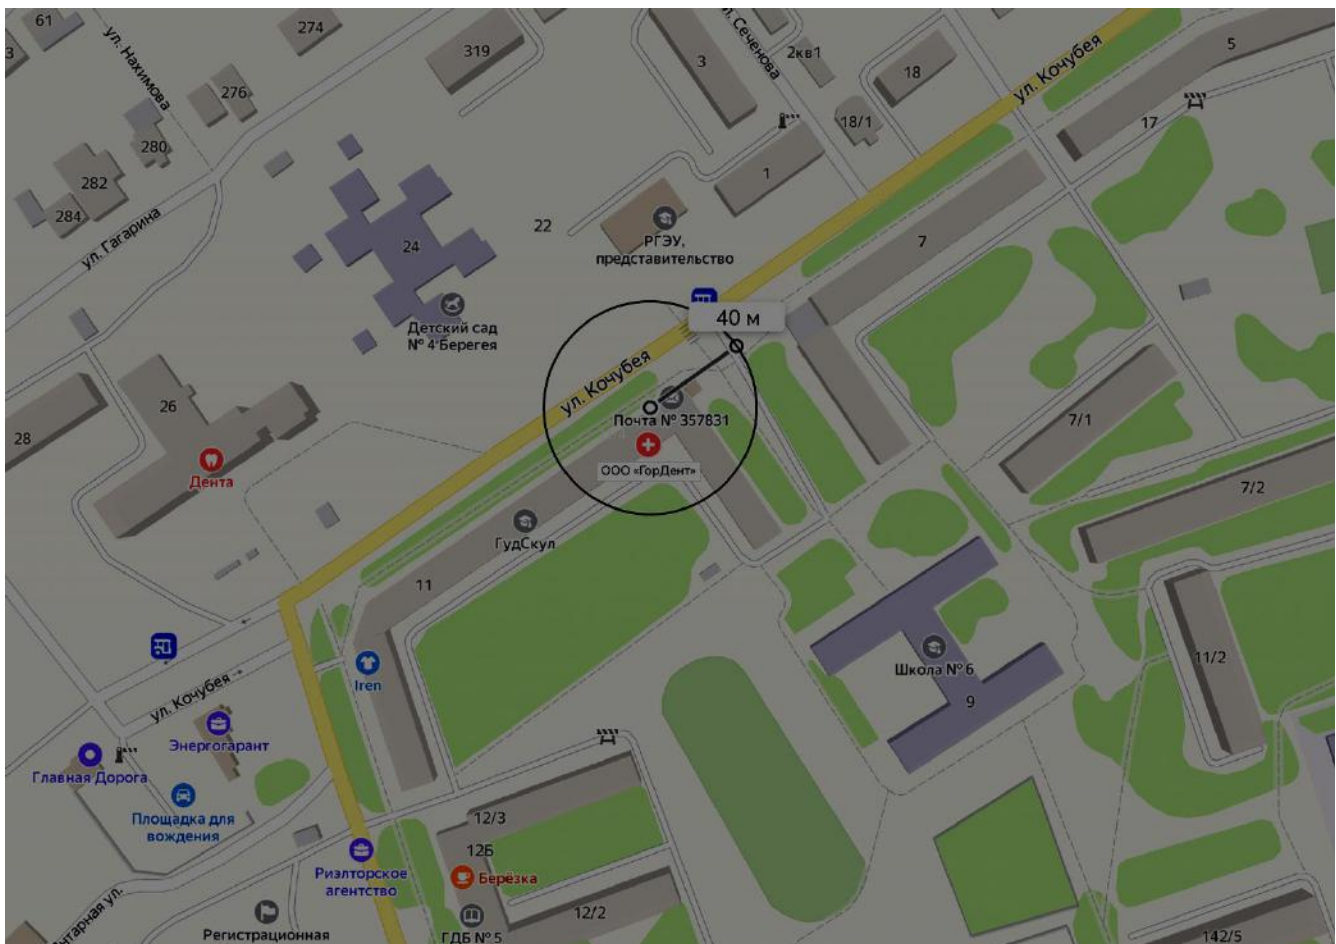 61
274
319
3
ул. Сеченова
2кв1
ул. Кочубея
5
3
ул. Нахимова
276
18
17
280
18/1
282
1
284
ул. Гагарина
22
24
РГЭУ,
представительство
7
40 м
Детский сад
№ 4 Берегея
ул. Кочубея
26
28
Почта № 357831
7/1
ООО «ГорДент»
Дента
7/2
ГудСкул
11
Школа № 6
11/2
Iren
ул. Кочубея
9
Энергогарант
Главная Дорога
Площадка для
вождения
12/3
12Б
Риэлторское
агентство
Берёзка
12/2
Регистрационная
ГДБ № 5
142/5